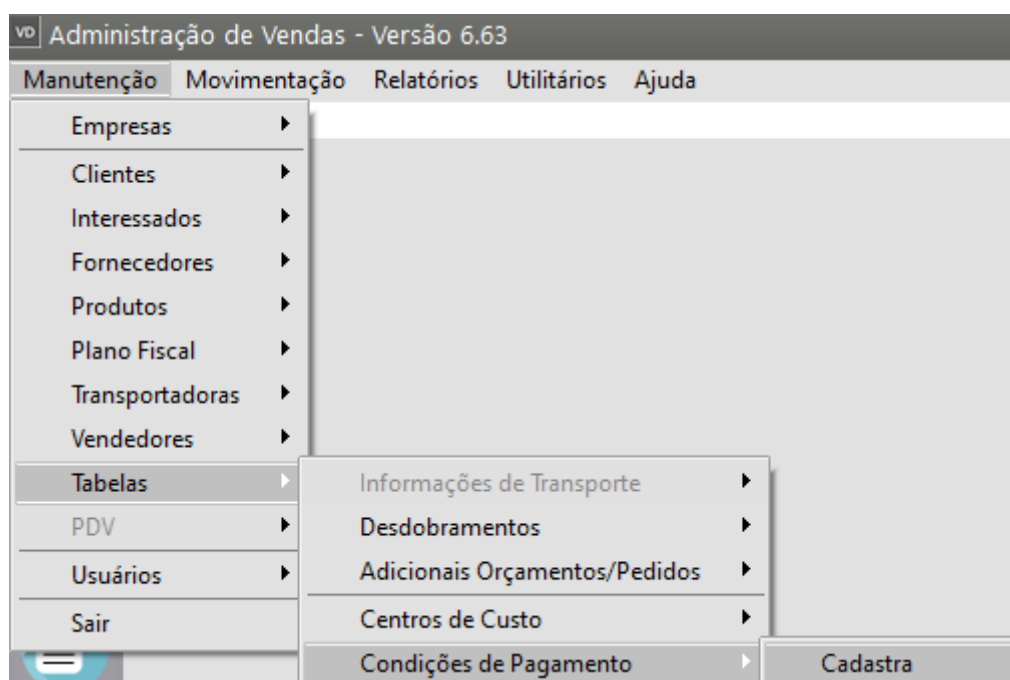 VD Administração de Vendas - Versão 6.63
Manutenção Movimentação Relatórios Utilitários Ajuda
Empresas
Clientes
Interessados
Fornecedores
Produtos
Plano Fiscal
Transportadoras
Vendedores
Tabelas
PDV
Usuários
Sair
Informações de Transporte
Desdobramentos
Adicionais Orçamentos/Pedidos
Centros de Custo
Condições de Pagamento
Cadastra